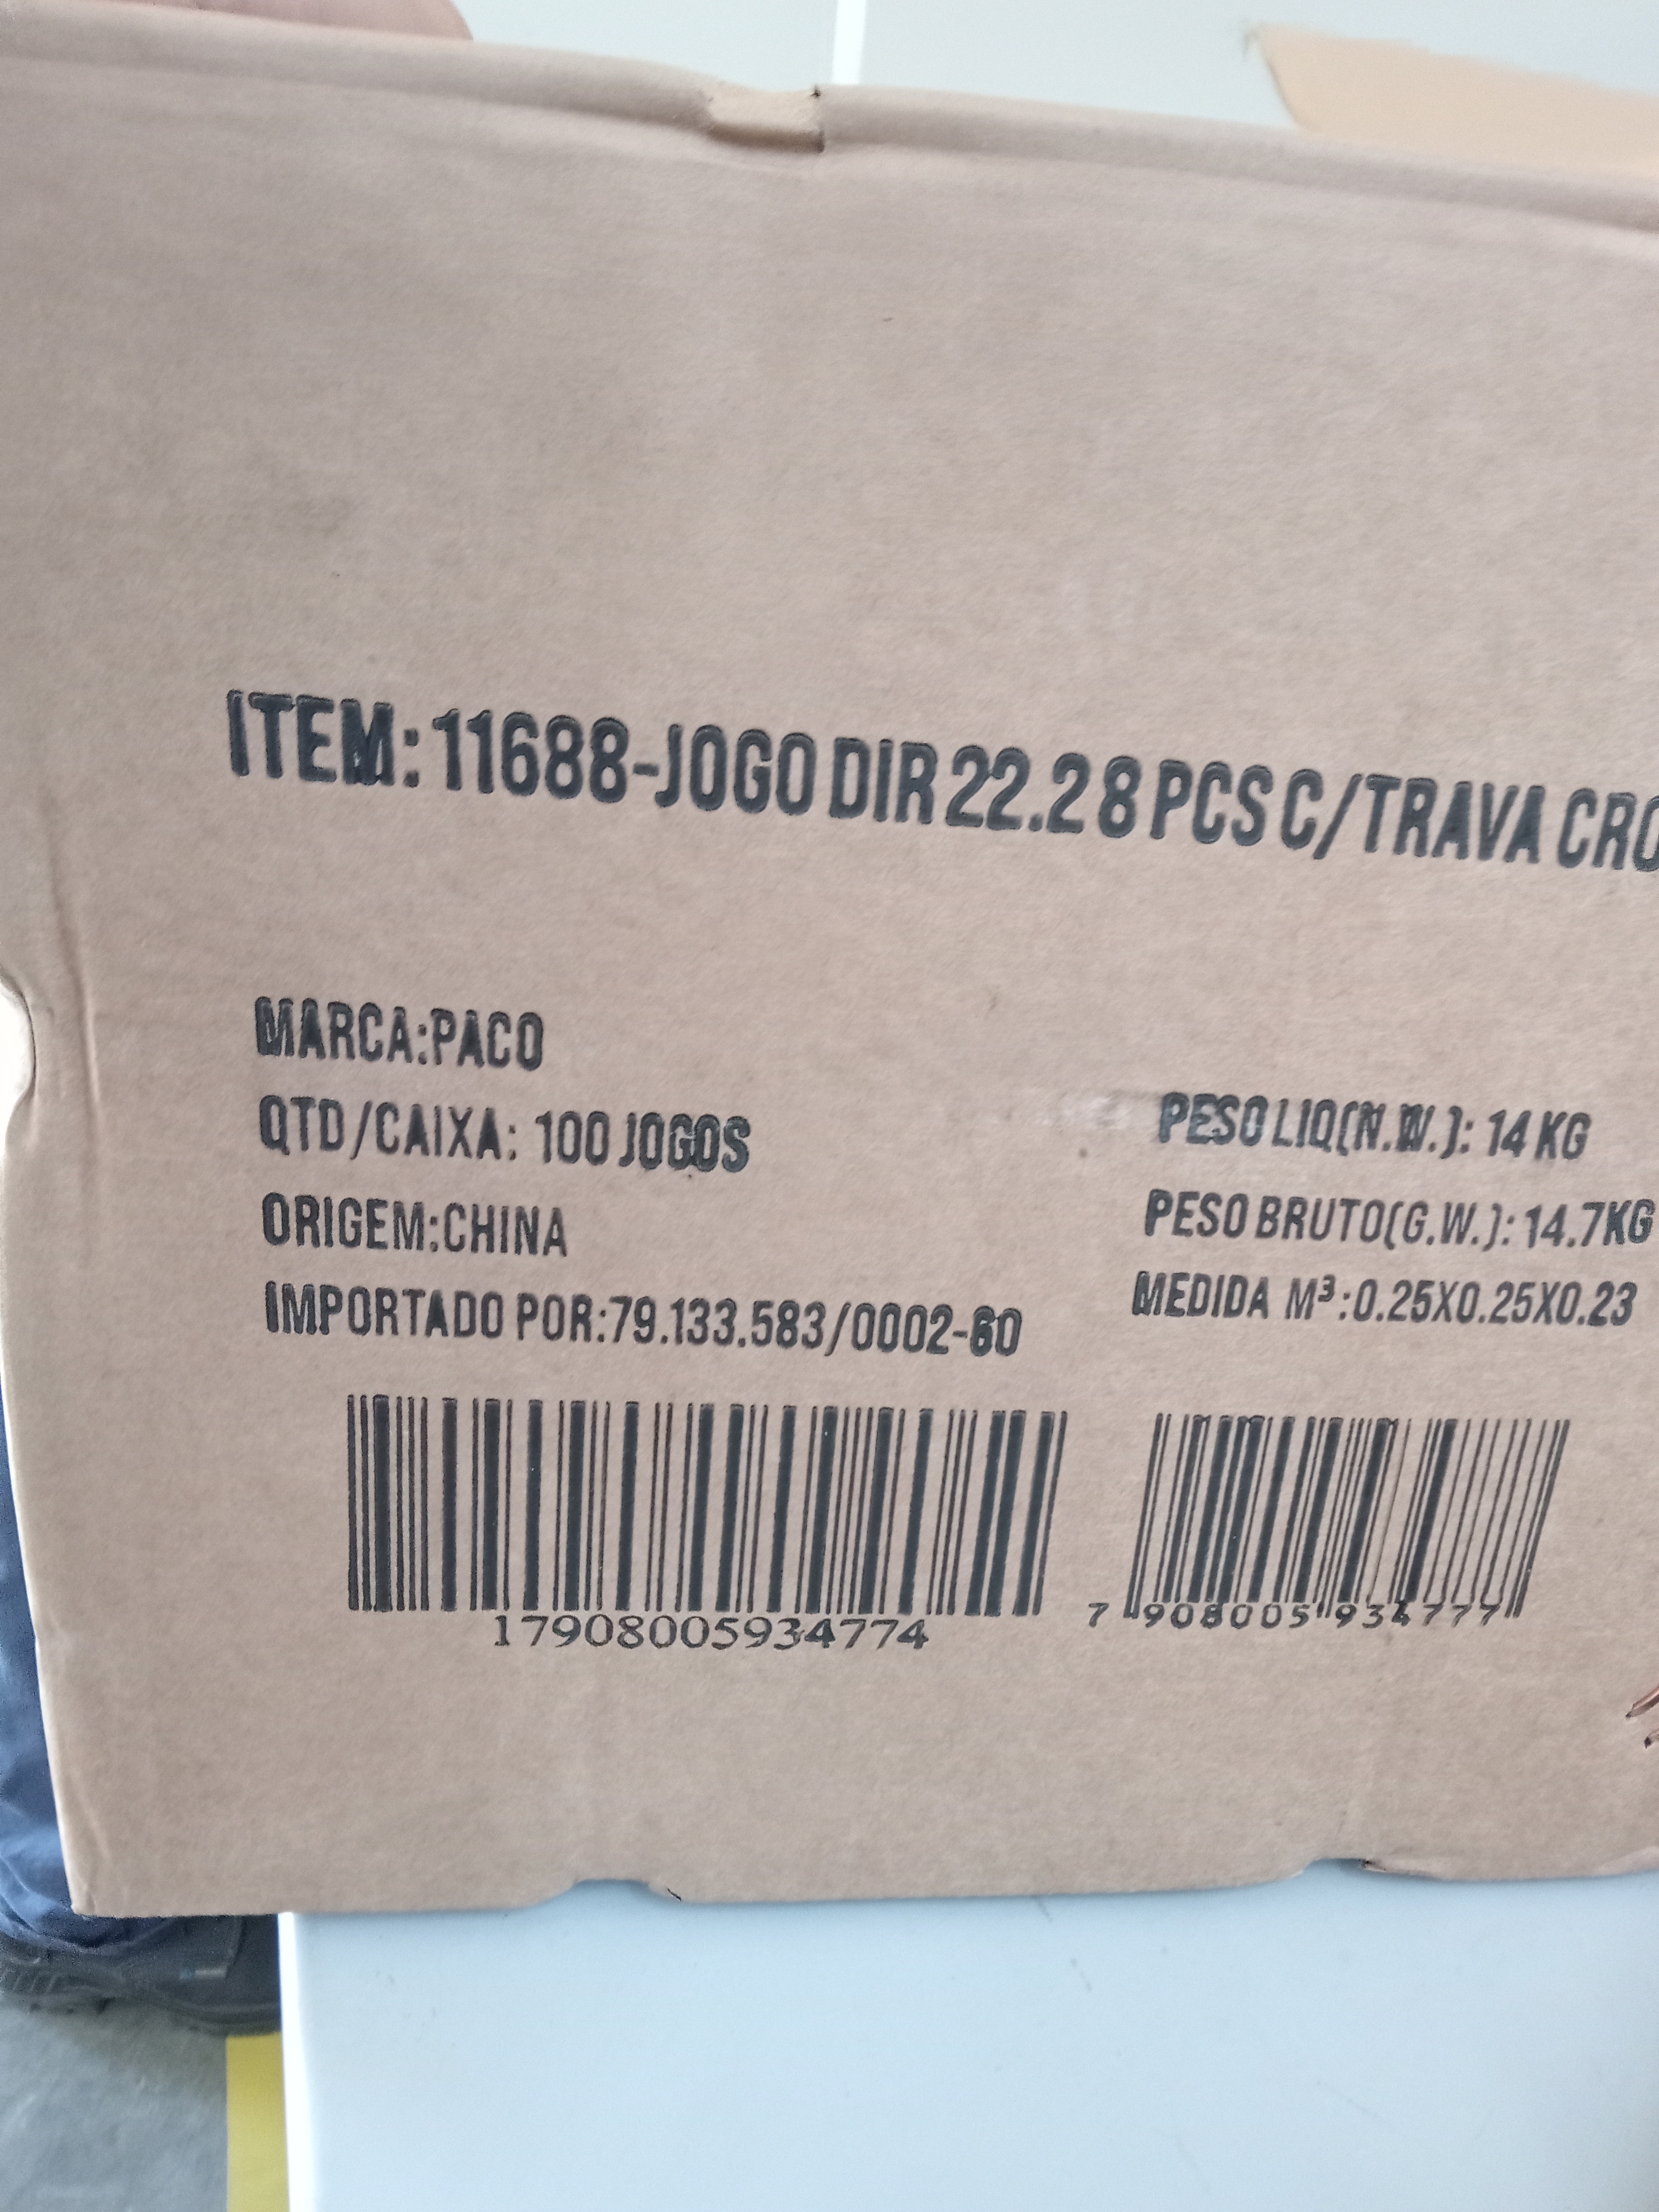 ITEM: 11688-JOGO DIR 22.2 8 PCS C/TRAVA CRO
MARCA:PACO
QTD/CAIXA: 100 JOGOS
ORIGEM:CHINA
IMPORTADO POR:79.133.583/0002-60
PESO LIQ(N.W.): 14 KG
PESO BRUTO(G.W.): 14.7KG
MEDIDA M³:0.25X0.25X0.23
17908005934774
7 908005 934777